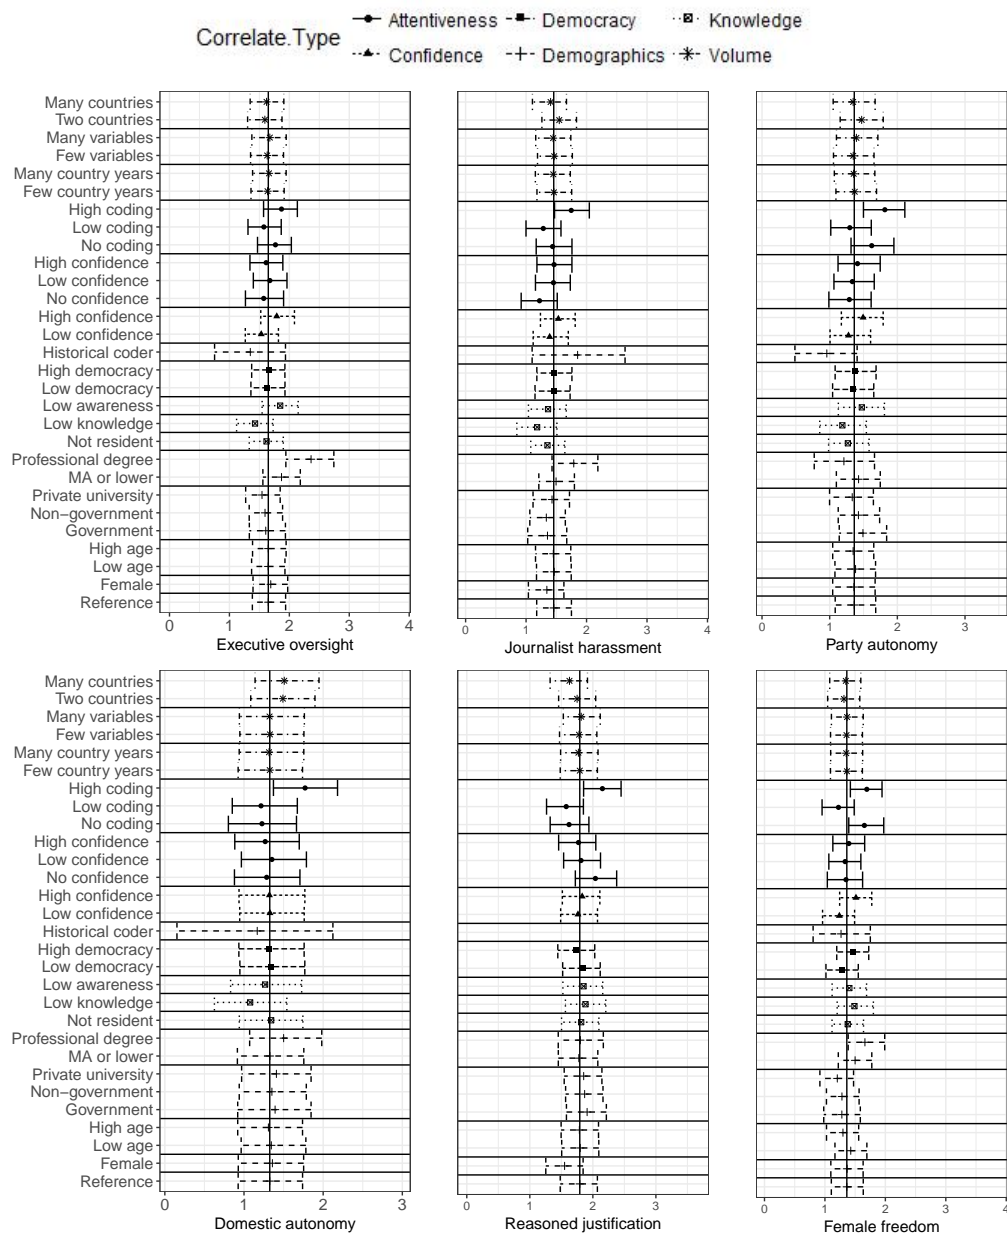 Correlate.Type
Attentiveness
Democracy
Knowledge
Confidence
Demographics
Volume
Many countries
Two countries
Many variables
Few variables
Many country years
Few country years
High coding
Low coding
No coding
High confidence
Low confidence
No confidence
High confidence
Low confidence
Historical coder
High democracy
Low democracy
Low awareness
Low knowledge
Not resident
Professional degree
MA or lower
Private university
Non−government
Government
High age
Low age
Female
Reference
0 1 2 3 4
Executive oversight
0 1 2 3 4
Journalist harassment
0 1 2 3
Party autonomy
Many countries
Two countries
Many variables
Few variables
Many country years
Few country years
High coding
Low coding
No coding
High confidence
Low confidence
No confidence
High confidence
Low confidence
Historical coder
High democracy
Low democracy
Low awareness
Low knowledge
Not resident
Professional degree
MA or lower
Private university
Non−government
Government
High age
Low age
Female
Reference
0 1 2 3
Domestic autonomy
0 1 2 3
Reasoned justification
0 1 2 3 4
Female freedom